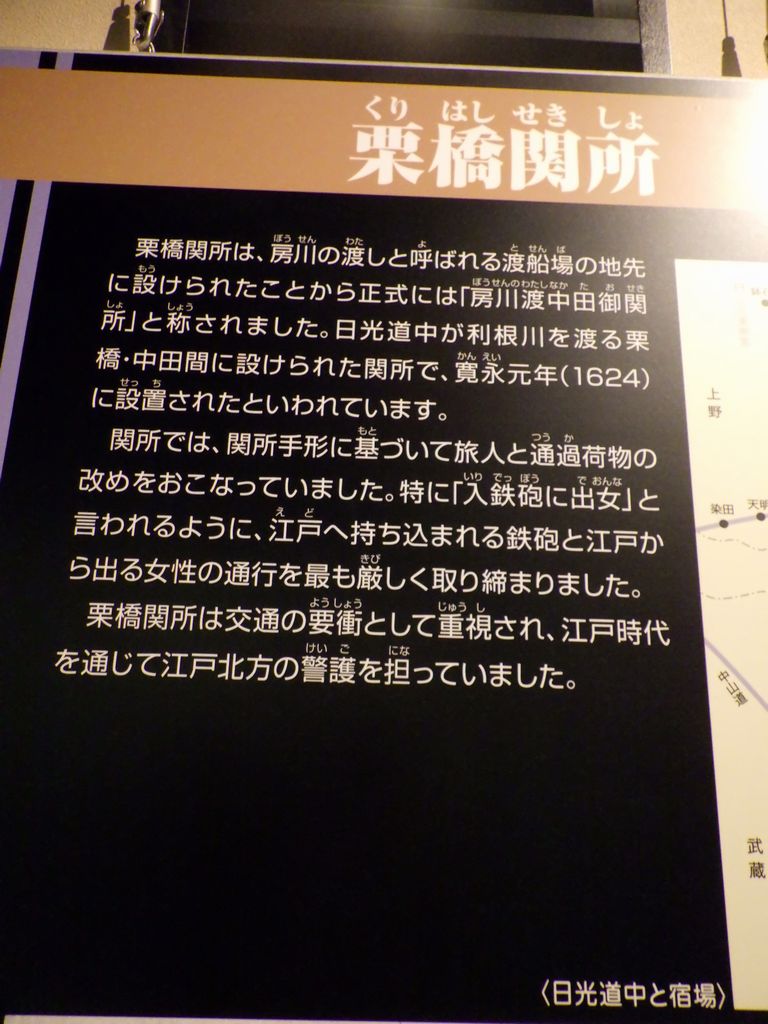 くり はし せき しょ
栗橋関所
栗橋関所は、房川の渡しと呼ばれる渡船場の地先
に設けられたことから正式には「房川渡中田御関
所」と称されました。日光道中が利根川を渡る栗
橋・中田間に設けられた関所で、寛永元年(1624)
に設置されたといわれています。
関所では、関所手形に基づいて旅人と通過荷物の
改めをおこなっていました。特に「入鉄砲に出女」と
言われるように、江戸へ持ち込まれる鉄砲と江戸か
ら出る女性の通行を最も厳しく取り締まりました。
栗橋関所は交通の要衝として重視され、江戸時代
を通じて江戸北方の警護を担っていました。
上野
染田 天明
中山道
武蔵
〈日光道中と宿場〉